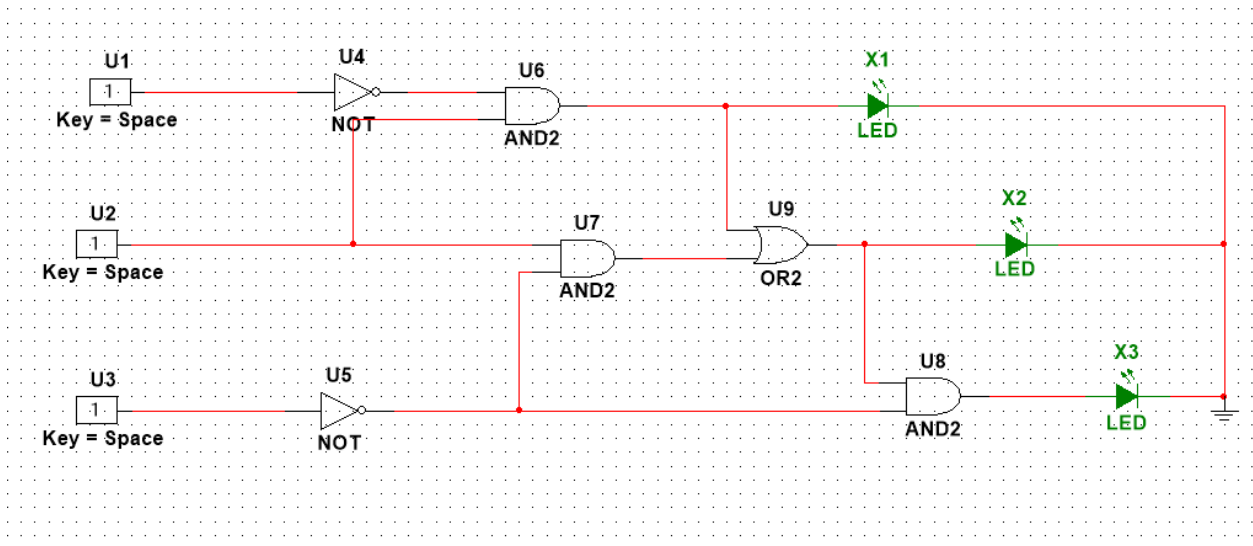 U1
1
Key = Space
U4
NOT
U6
AND2
X1
LED
U2
1
Key = Space
U7
AND2
U9
OR2
X2
LED
U3
1
Key = Space
U5
NOT
U8
AND2
X3
LED